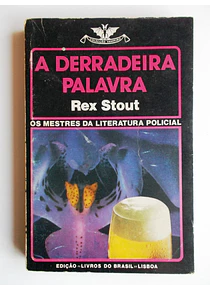 A DERRADEIRA
PALAVRA
Rex Stout
OS MESTRES DA LITERATURA POLICIAL
EDIÇÃO-LIVROS DO BRASIL-LISBOA